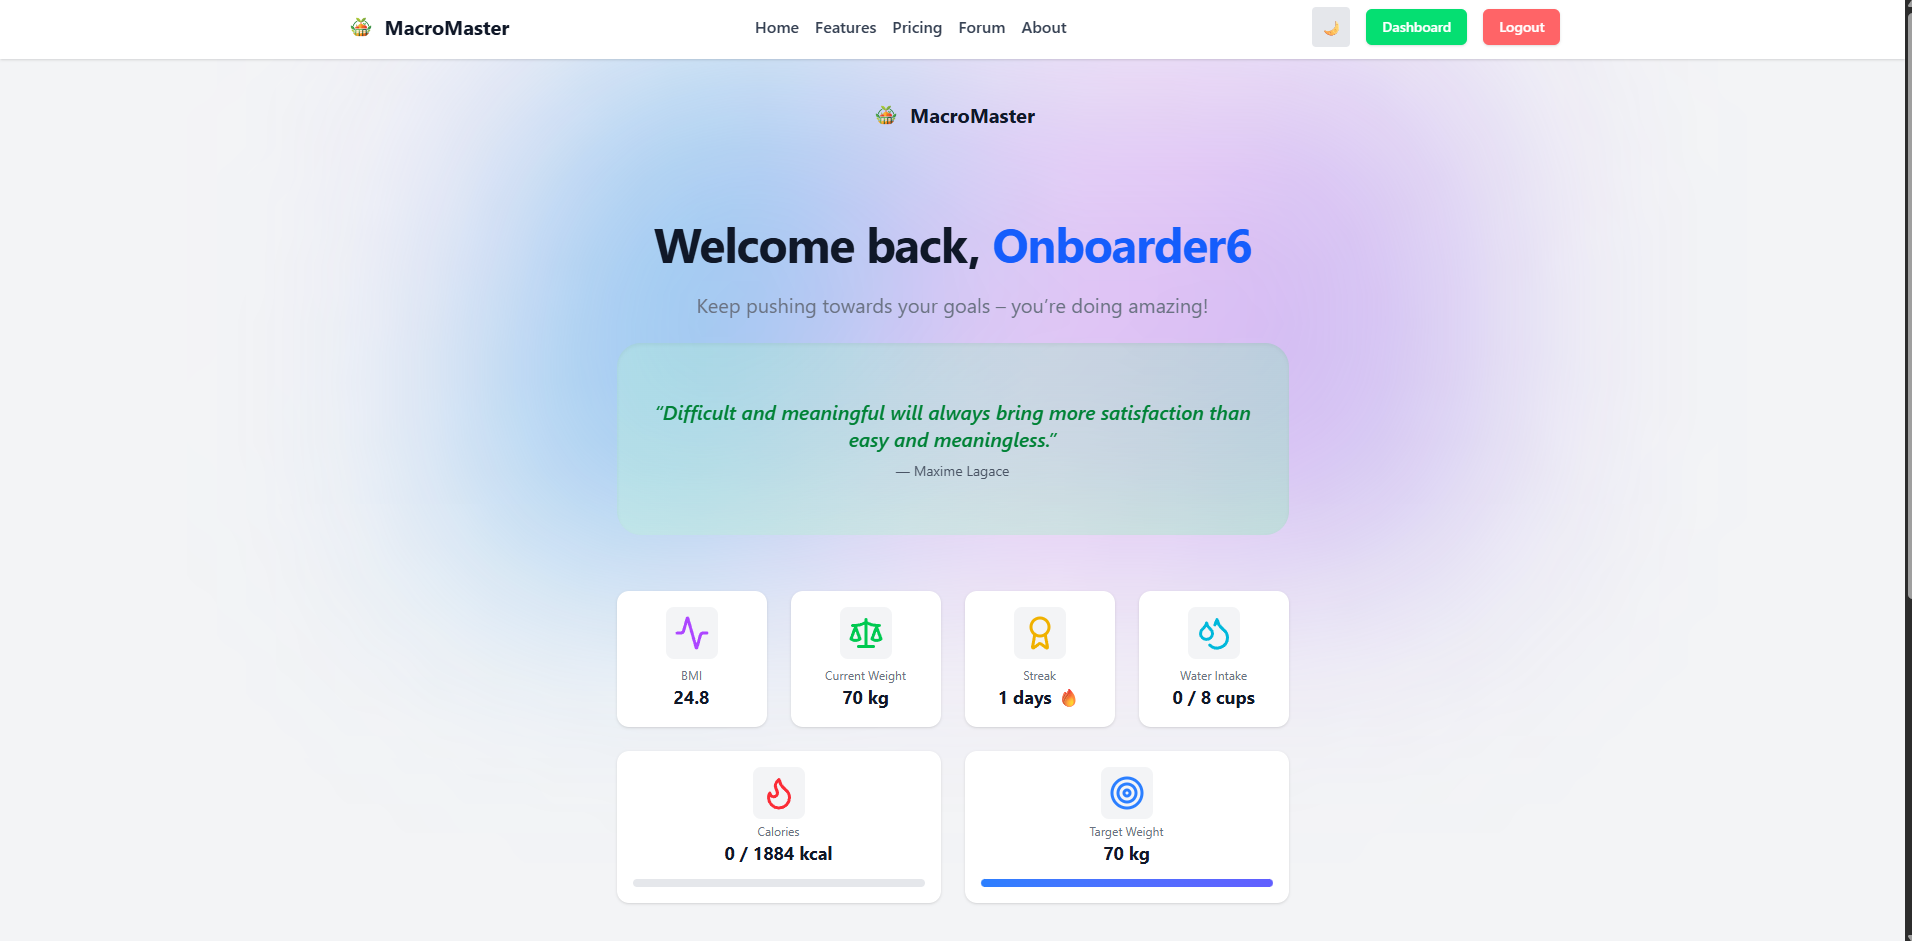 MacroMaster
Home Features Pricing Forum About
Dashboard
Logout
MacroMaster
Welcome back, Onboarder6
Keep pushing towards your goals – you’re doing amazing!
“Difficult and meaningful will always bring more satisfaction than
easy and meaningless.”
— Maxime Lagace
BMI
24.8
Current Weight
70 kg
Streak
1 days 🔥
Water Intake
0 / 8 cups
Calories
0 / 1884 kcal
Target Weight
70 kg